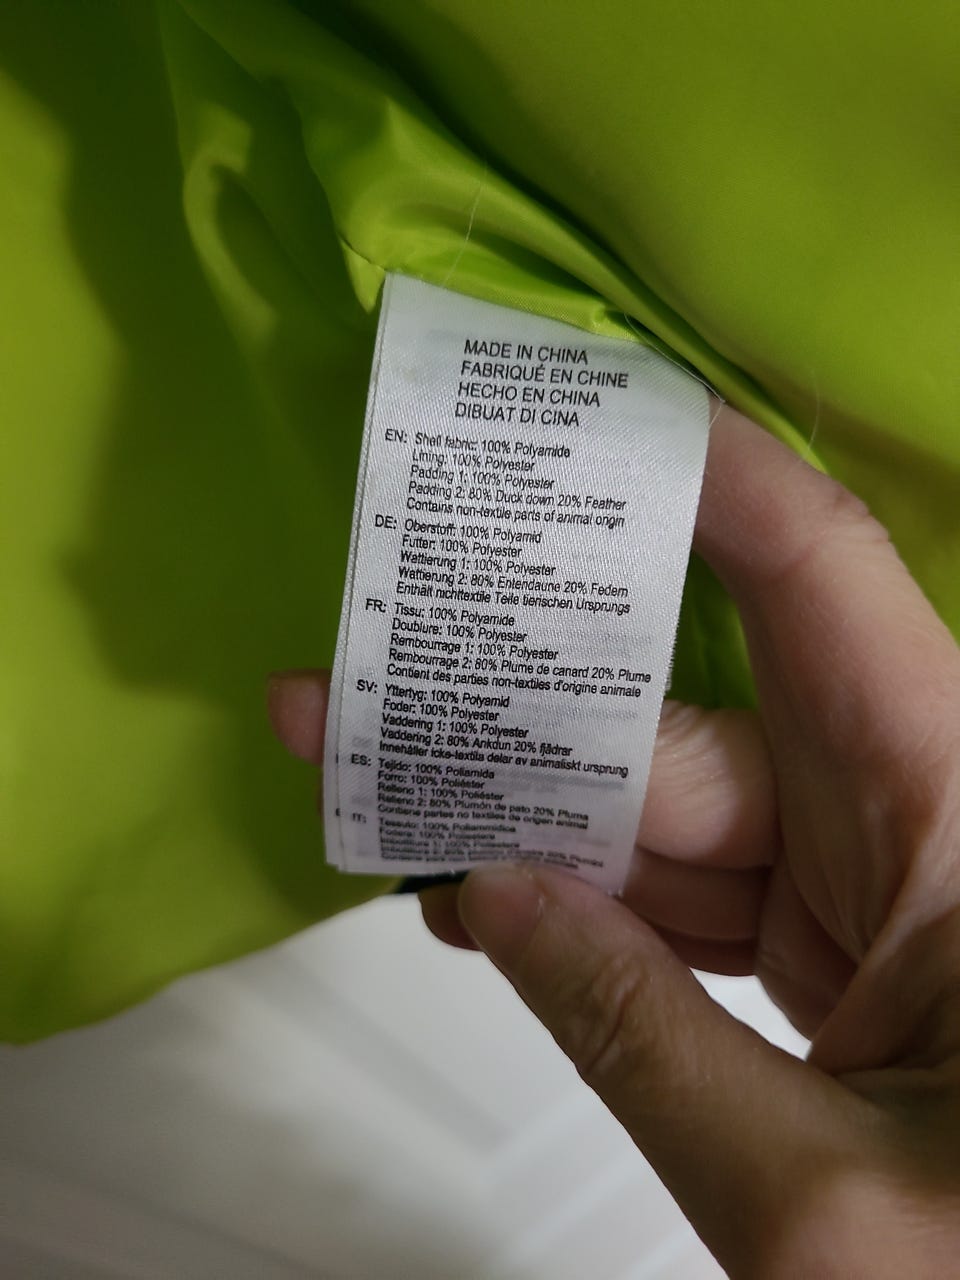 MADE IN CHINA
FABRIQUÉ EN CHINE
HECHO EN CHINA
DIBUAT DI CINA
EN: Shell fabric: 100% Polyamide
Lining: 100% Polyester
Padding 1: 100% Polyester
Padding 2: 80% Duck down 20% Feather
Contains non-textile parts of animal origin
DE: Oberstoff: 100% Polyamid
Futter: 100% Polyester
Wattierung 1: 100% Polyester
Wattierung 2: 80% Entendaune 20% Federn
Enthält nichttextile Teile tierischen Ursprungs
FR: Tissu: 100% Polyamide
Doublure: 100% Polyester
Rembourrage 1: 100% Polyester
Rembourrage 2: 80% Plume de canard 20% Plume
Contient des parties non-textiles d'origine animale
SV: Yttertyg: 100% Polyamid
Foder: 100% Polyester
Vaddering 1: 100% Polyester
Vaddering 2: 80% Ankdun 20% fjädrar
Innehåller icke-textila delar av animaliskt ursprung
ES: Tejido: 100% Poliamida
Forro: 100% Poliéster
Relleno 1: 100% Poliéster
Relleno 2: 80% Plumón de pato 20% Pluma
Contiene partes no textiles de origen animal
IT: Tessuto: 100% Poliammidica
Fodera: 100% Poliestere
Imbottitura 1: 100% Poliestere